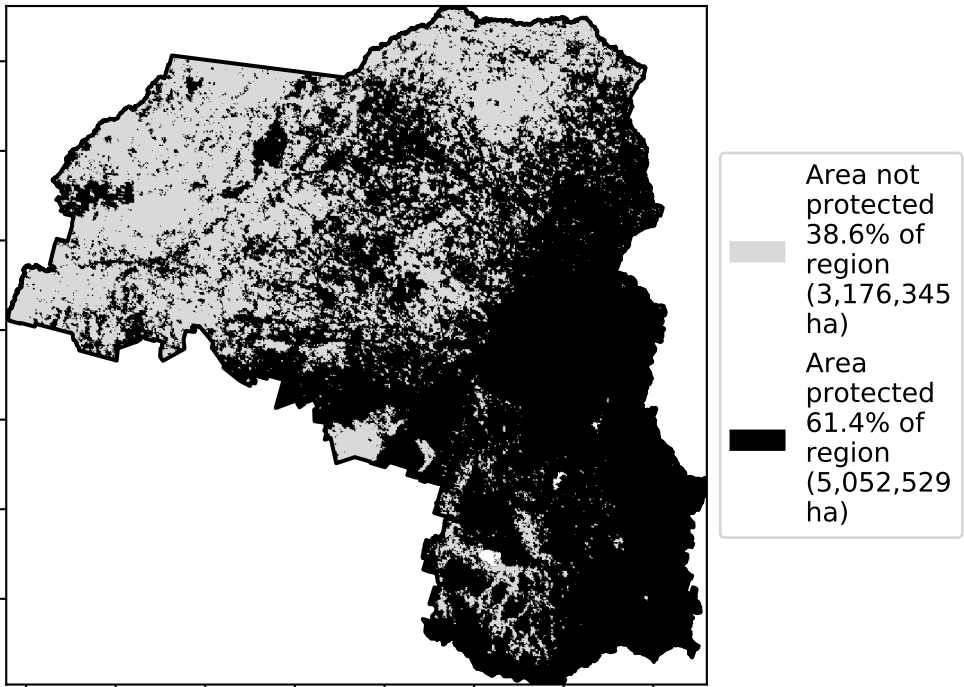 Area not
protected
38.6% of
region
(3,176,345
ha)
Area
protected
61.4% of
region
(5,052,529
ha)